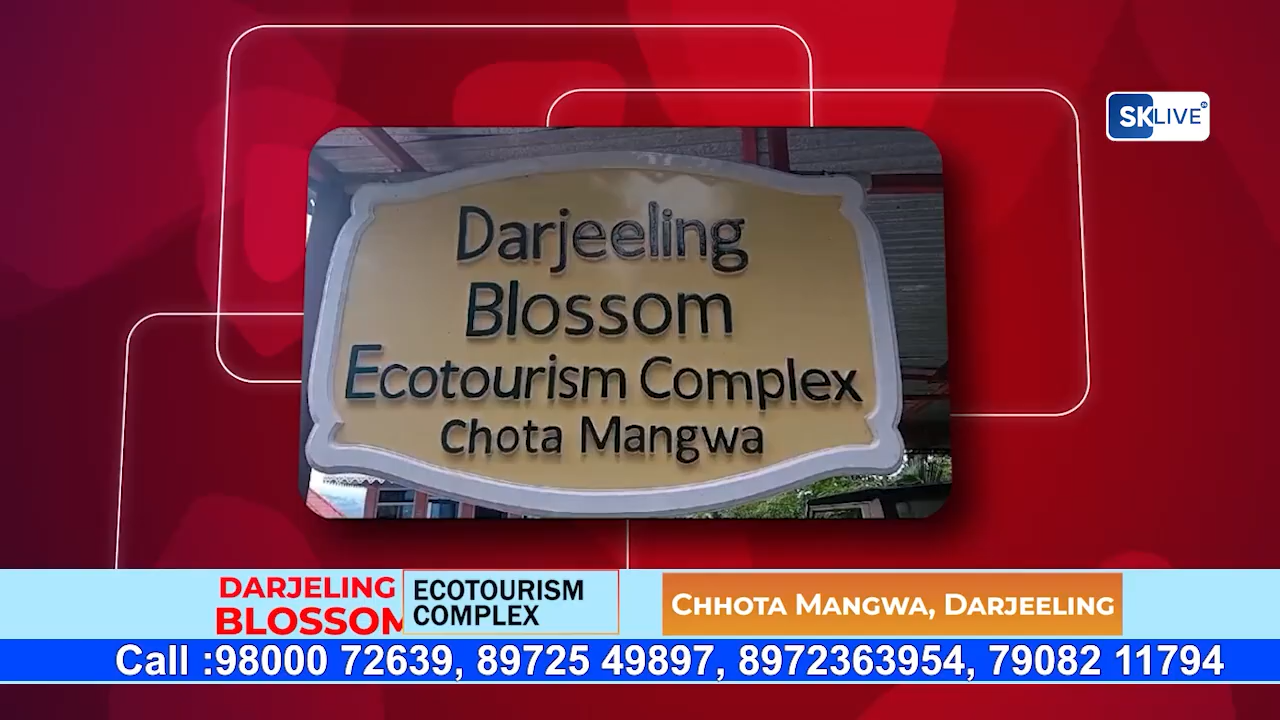 SKLIVE
Darjeeling
Blossom
Ecotourism Complex
Chota Mangwa
DARJELING
BLOSSOM
ECOTOURISM
COMPLEX
CHHOTA MANGWA, DARJEELING
Call :98000 72639, 89725 49897, 8972363954, 79082 11794